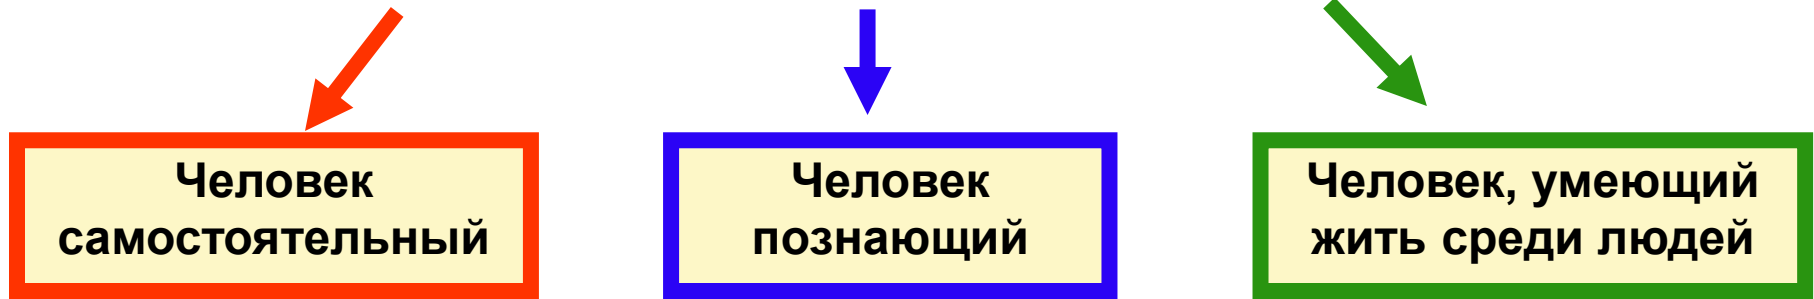 Человек
самостоятельный
Человек
познающий
Человек, умеющий
жить среди людей